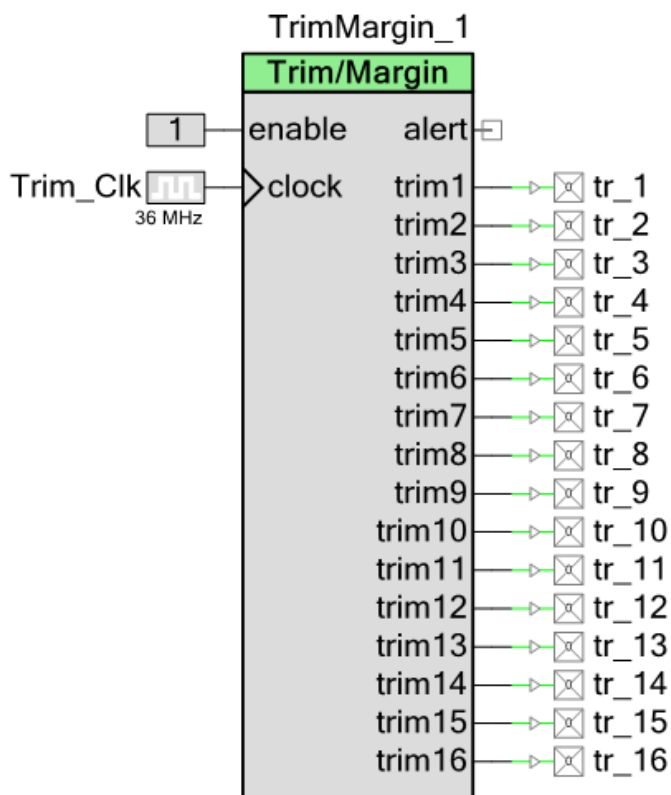 TrimMargin_1
Trim/Margin
1 enable alert
Trim_Clk clock trim1 tr_1
36 MHz
trim2 tr_2
trim3 tr_3
trim4 tr_4
trim5 tr_5
trim6 tr_6
trim7 tr_7
trim8 tr_8
trim9 tr_9
trim10 tr_10
trim11 tr_11
trim12 tr_12
trim13 tr_13
trim14 tr_14
trim15 tr_15
trim16 tr_16